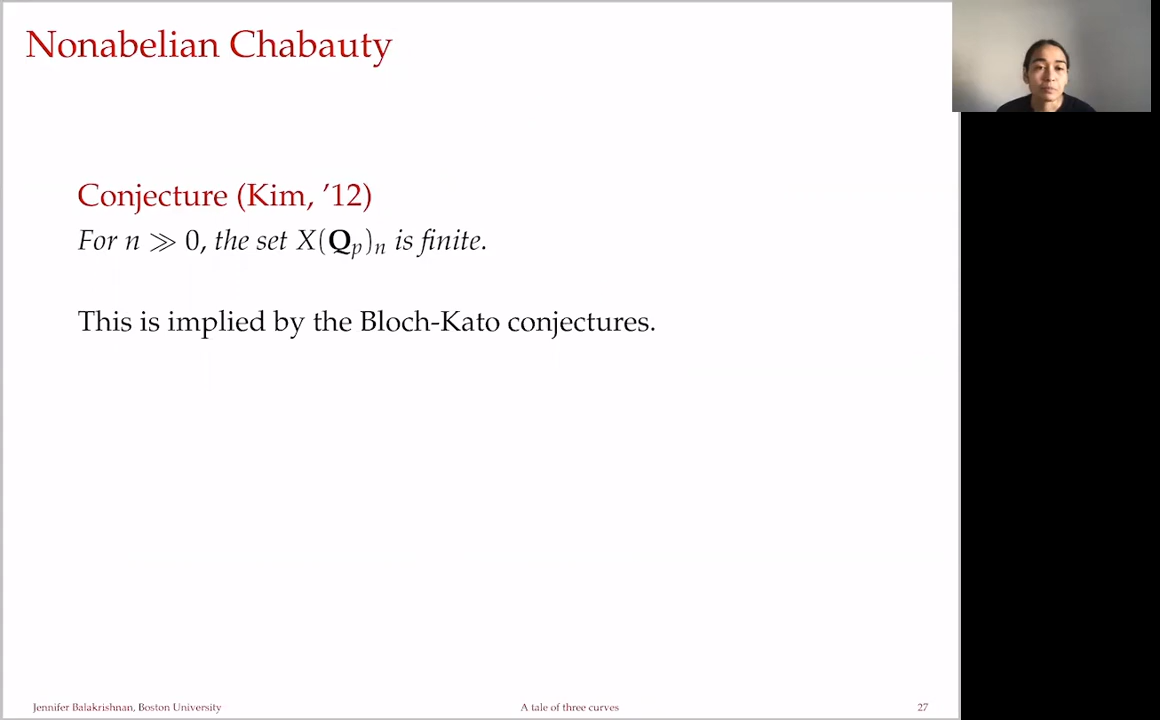 Nonabelian Chabauty
Conjecture (Kim, ’12)
For n ≫ 0, the set X(Qₚ)ₙ is finite.
This is implied by the Bloch-Kato conjectures.
Jennifer Balakrishnan, Boston University
A tale of three curves
27